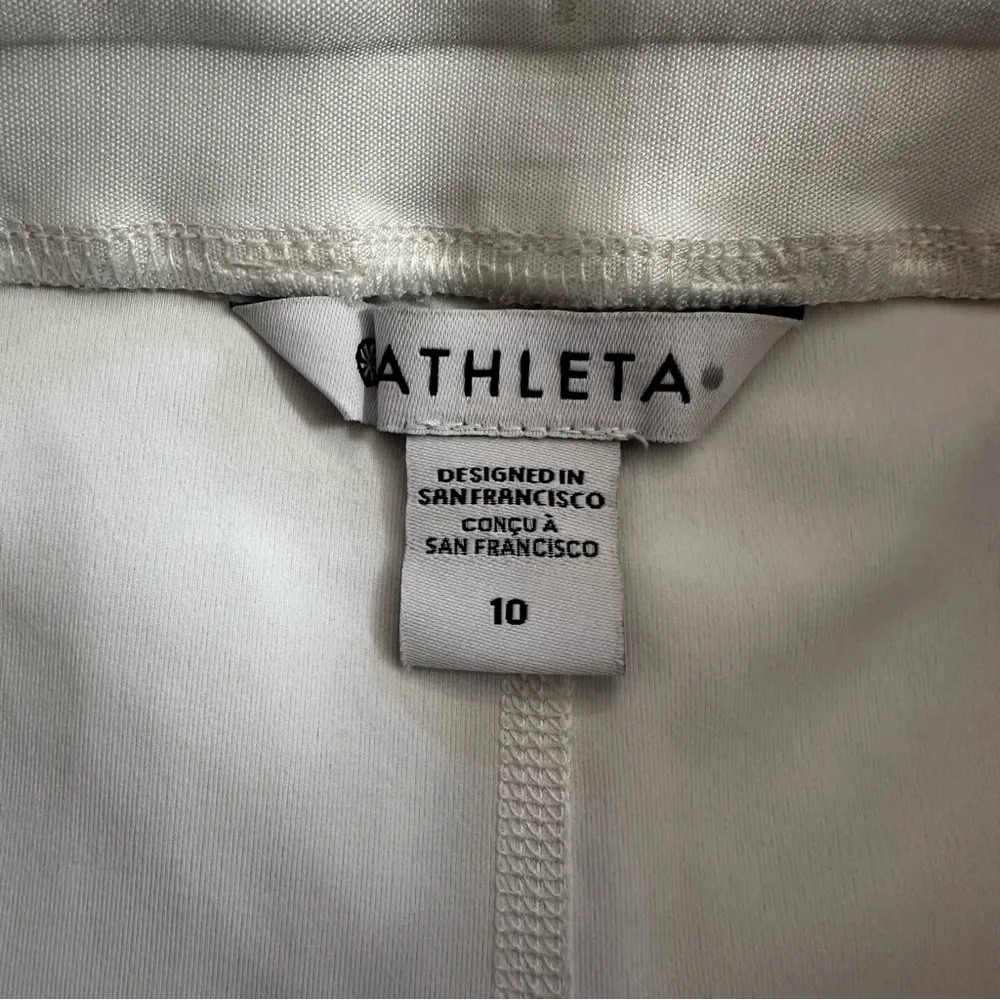 ATHLETA
DESIGNED IN
SAN FRANCISCO
CONÇU À
SAN FRANCISCO
10